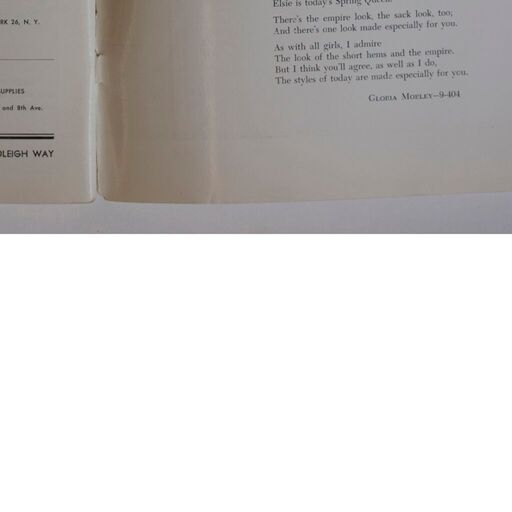 RK 26, N. Y.
UPPLIES
and 8th Ave.
DLEIGH WAY
Elsie is today's Spring Queen.
There's the empire look, the sack look, too;
And there's one look made especially for you.
As with all girls, I admire
The look of the short hems and the empire.
But I think you'll agree, as well as I do,
The styles of today are made especially for you.
GLORIA MOBLEY—9-404